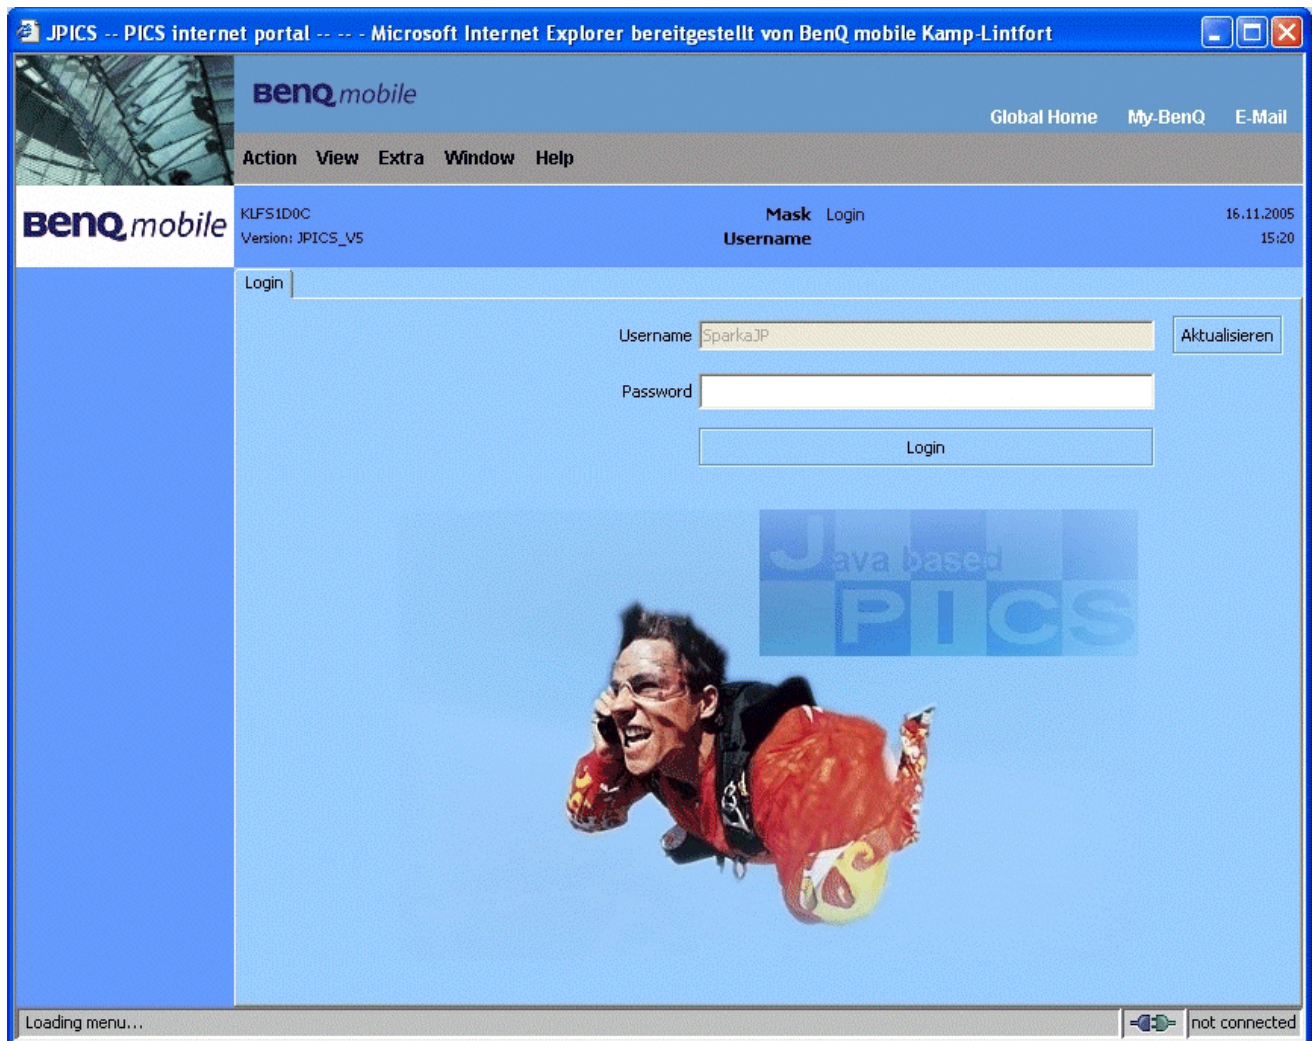 JPICS -- PICS internet portal -- -- - Microsoft Internet Explorer bereitgestellt von BenQ mobile Kamp-Lintfort
BenQ mobile
Global Home My-BenQ E-Mail
Action View Extra Window Help
BenQ mobile
KLFS1D0C
Mask Login
16.11.2005
Version: JPICS_V5
Username
15:20
Login
Username SparkaJP Aktualisieren
Password
Login
Java based
PICS
Loading menu...
not connected